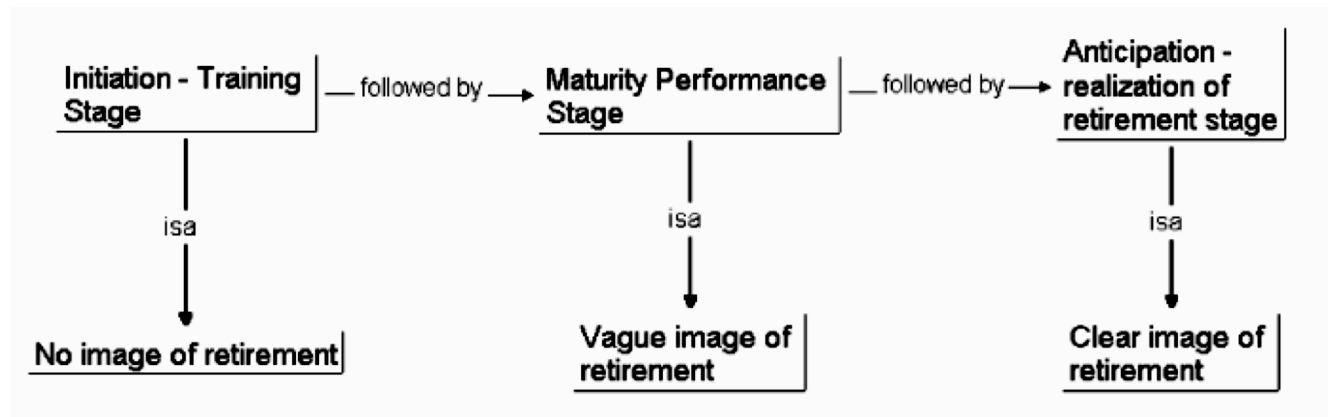 Initiation - Training
Stage
followed by
Maturity Performance
Stage
followed by
Anticipation -
realization of
retirement stage
isa
isa
isa
No image of retirement
Vague image of
retirement
Clear image of
retirement